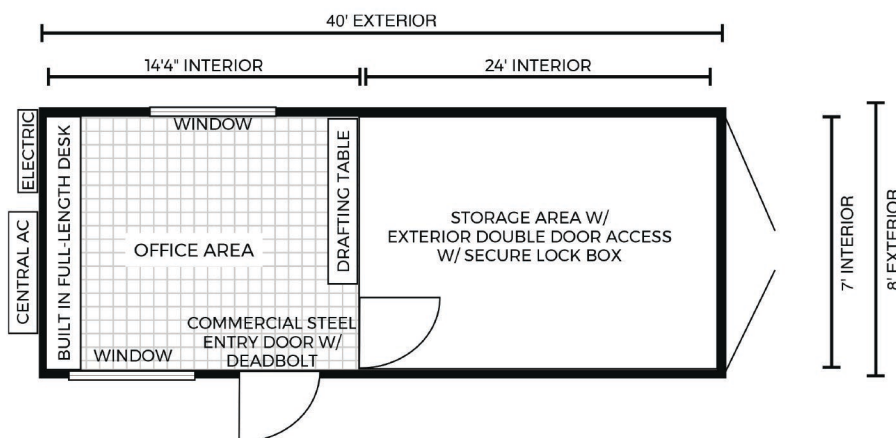 40' EXTERIOR
14'4" INTERIOR
24' INTERIOR
ELECTRIC
CENTRAL AC
BUILT IN FULL-LENGTH DESK
WINDOW
OFFICE AREA
DRAFTING TABLE
COMMERCIAL STEEL
ENTRY DOOR W/
DEADBOLT
WINDOW
STORAGE AREA W/
EXTERIOR DOUBLE DOOR ACCESS
W/ SECURE LOCK BOX
7' INTERIOR
8' EXTERIOR